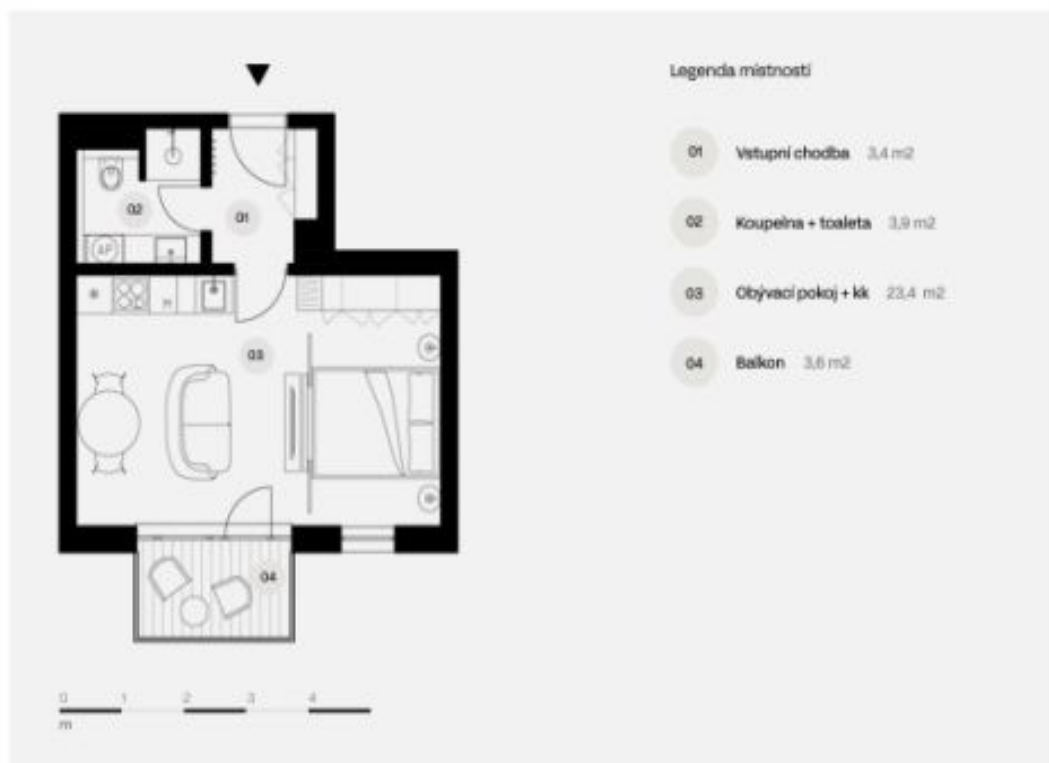 Legenda místností
01 Vstupní chodba 3,4 m2
02 Koupelna + toaleta 3,9 m2
03 Obývací pokoj + kk 23,4 m2
04 Balkon 3,6 m2
02
01
AP
M
03
04
0 1 2 3 4
m